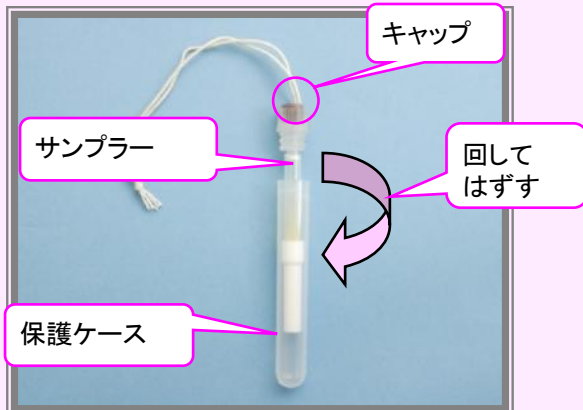 キャップ
サンプラー
回して
はずす
保護ケース